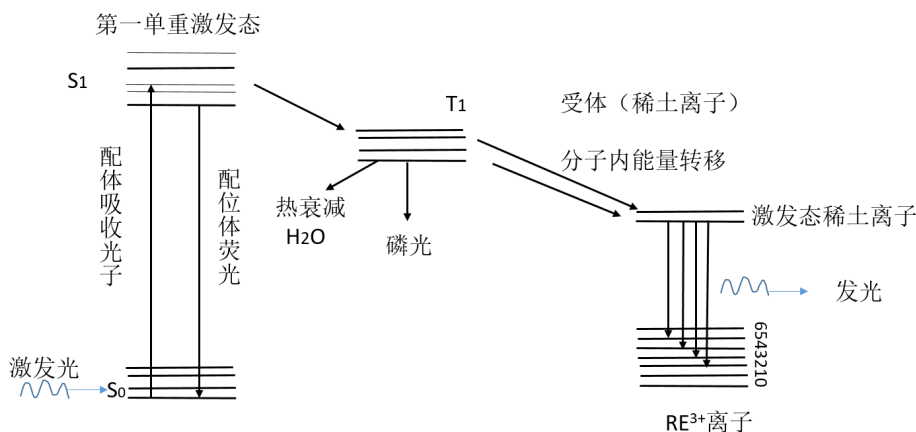 第一单重激发态
S1
T1
受体（稀土离子）
分子内能量转移
配体吸收光子
配位体荧光
热衰减
H2O
磷光
激发态稀土离子
发光
6543210
激发光
S0
RE³⁺离子